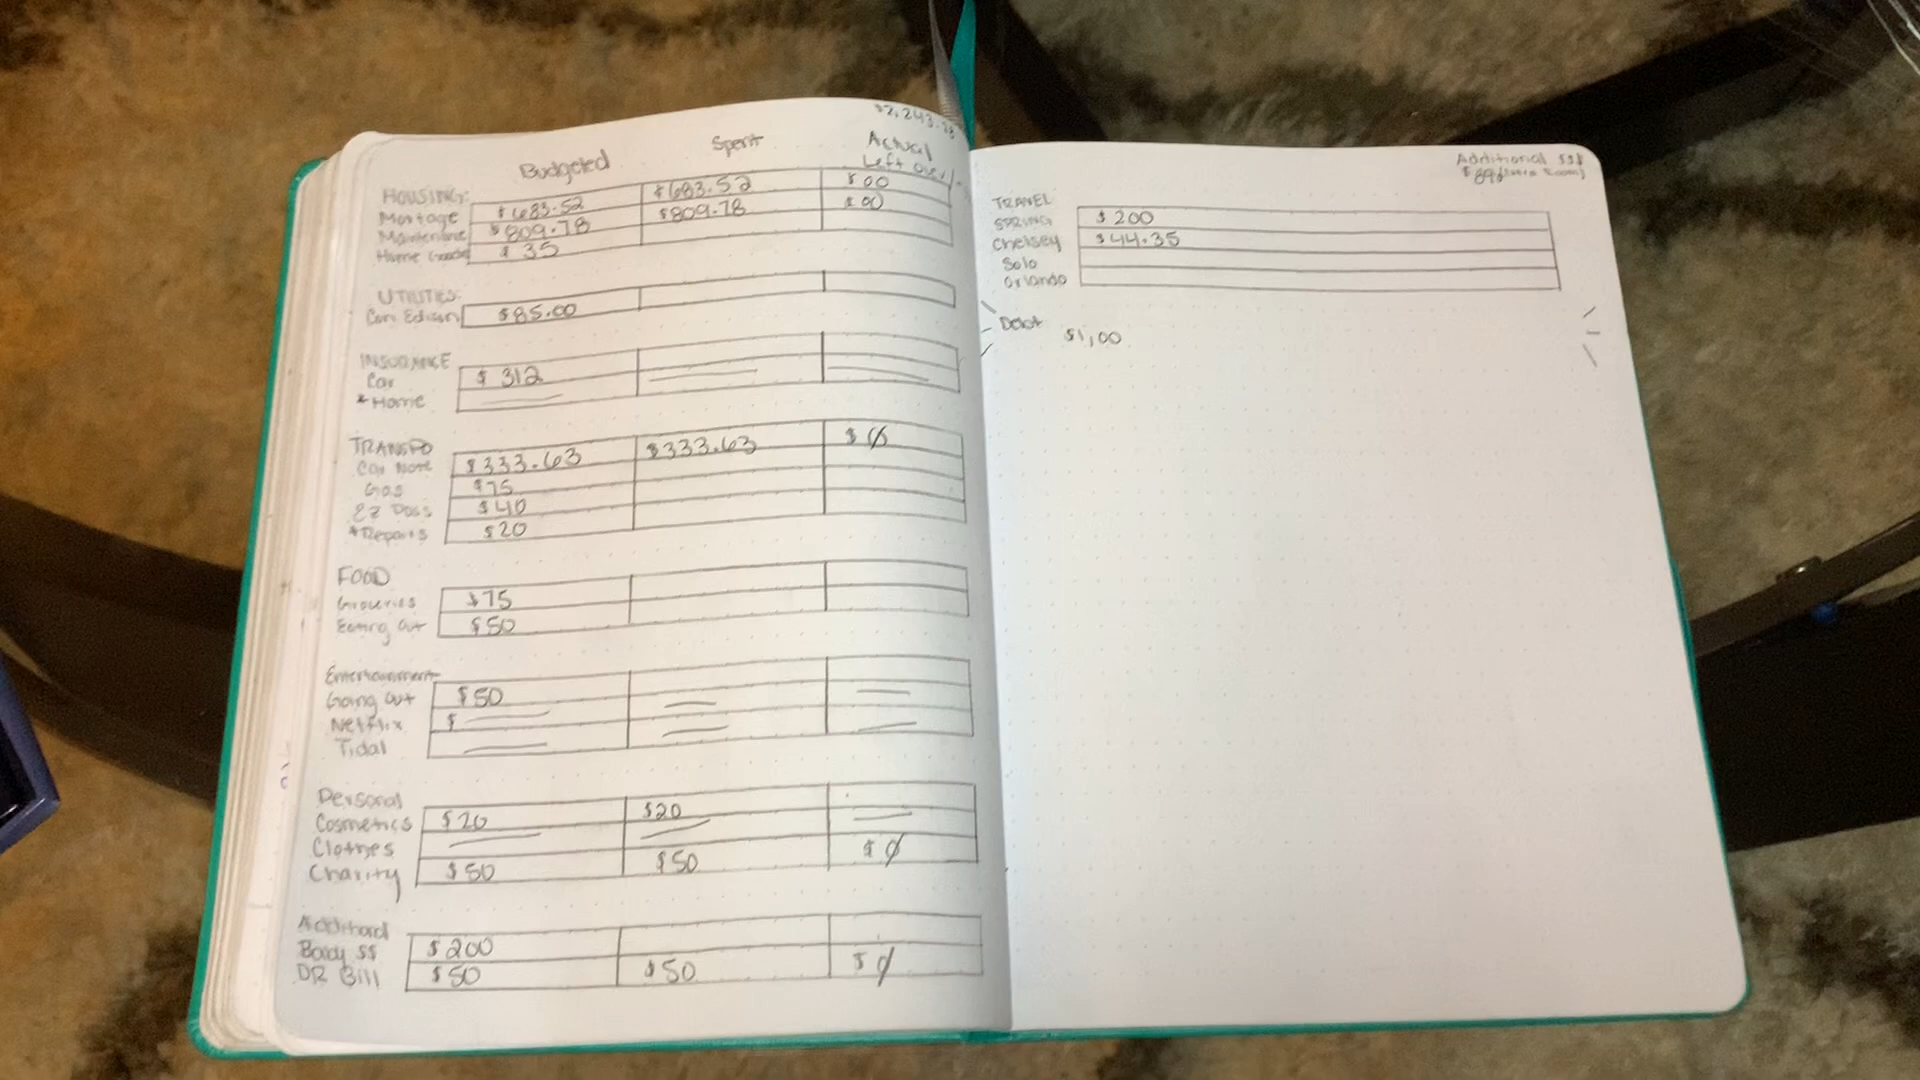 $2,243.
Budgeted Spent Actual
Left over
HOUSING:
Mortage $683.52 $683.52 $00
Maintenance $809.78 $809.78 $00
Home Goods $35
UTILITIES:
Con Edison $85.00
INSURANCE
Car $312
*Home
TRANSPO
Car Note $333.63 $333.63 $0
Gas $75
EZ Pass $40
*Repairs $20
FOOD
Groceries $75
Eating Out $50
Entertainment
Going Out $50
Netflix $
Tidal
Personal
Cosmetics $20 $20
Clothes
Charity $50 $50 $0
Additional
Body $$ $200
DR Bill $50 $50 $0
Additional $$$
TRAVEL
SPRING $200
Chelsey $44.35
Solo
Orlando
Debt
$1,00